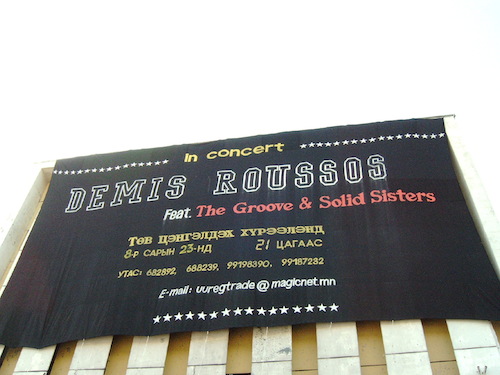 In concert
DEMIS ROUSSOS
Feat. The Groove & Solid Sisters
Төв цэнгэлдэх хүрээлэнд
8-р САРЫН 23-НД 21 ЦАГААС
УТАС: 682892, 688239, 99198390, 99187282
E-mail: uuregtrade@magicnet.mn